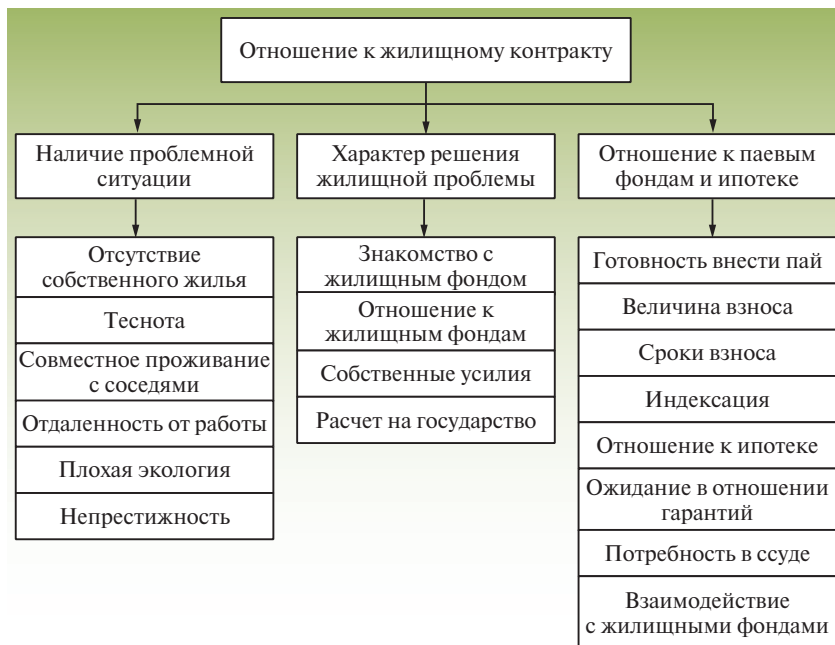 Отношение к жилищному контракту
Наличие проблемной
ситуации
Характер решения
жилищной проблемы
Отношение к паевым
фондам и ипотеке
Отсутствие
собственного жилья
Теснота
Совместное проживание
с соседями
Отдаленность от работы
Плохая экология
Непрестижность
Знакомство с
жилищным фондом
Отношение к
жилищным фондам
Собственные усилия
Расчет на государство
Готовность внести пай
Величина взноса
Сроки взноса
Индексация
Отношение к ипотеке
Ожидание в отношении
гарантий
Потребность в ссуде
Взаимодействие
с жилищными фондами